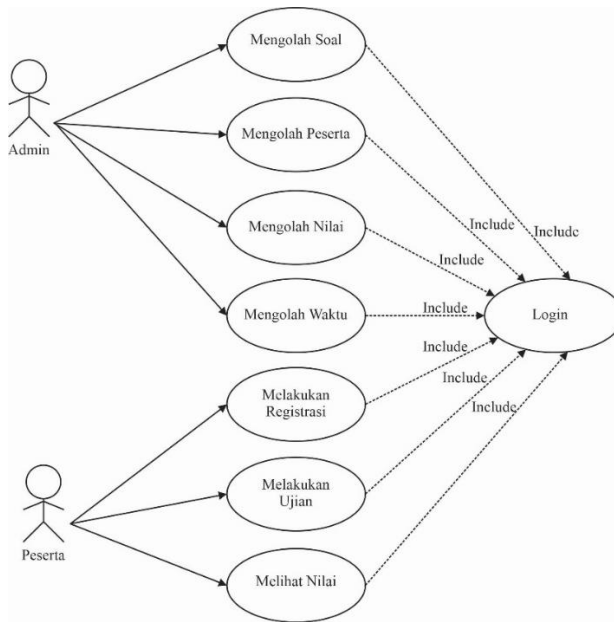 Mengolah Soal
Admin
Mengolah Peserta
Include
Include
Mengolah Nilai
Include
Mengolah Waktu
Include
Login
Include
Melakukan
Registrasi
Include
Include
Melakukan
Ujian
Peserta
Melihat Nilai